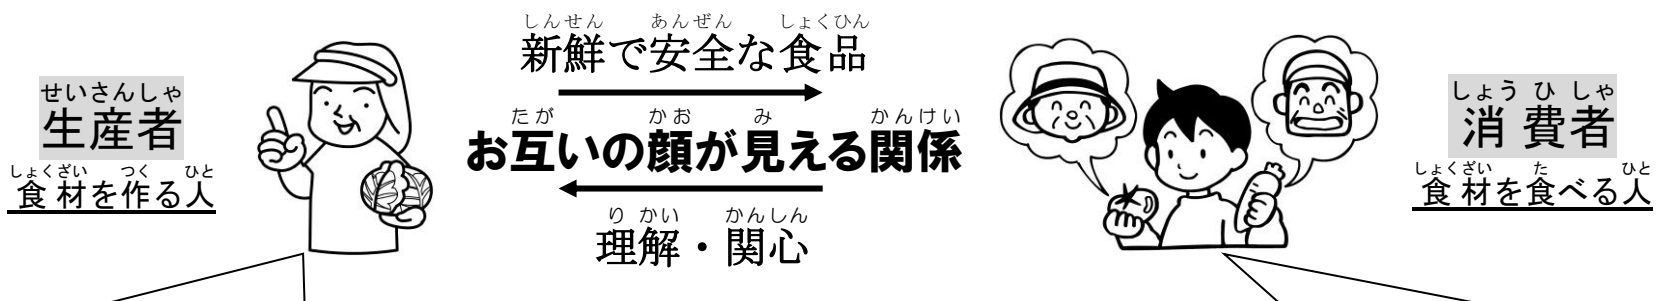 せいさんしゃ
生産者
しょくざい つく ひと
食材を作る人
しんせん あんぜん しょくひん
新鮮で安全な食品
たが かお み かんけい
お互いの顔が見える関係
りかい かんしん
理解・関心
しょうひしゃ
消費者
しょくざい た ひと
食材を食べる人